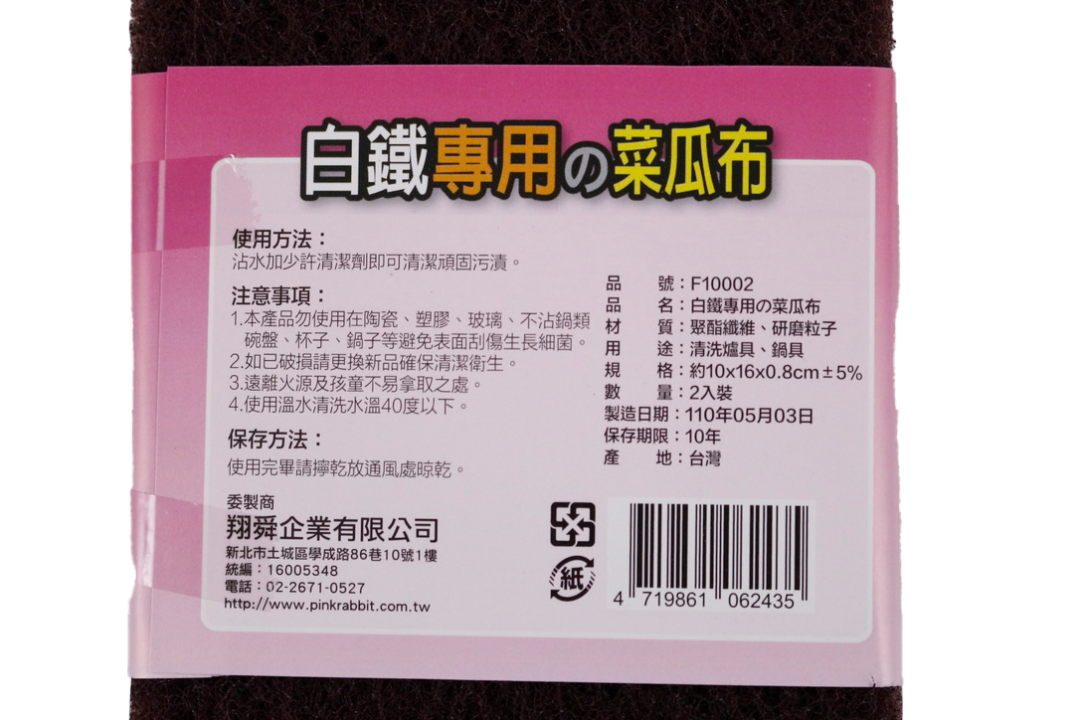 白鐵專用の菜瓜布
使用方法：
沾水加少許清潔劑即可清潔頑固污漬。
注意事項：
1.本產品勿使用在陶瓷、塑膠、玻璃、不沾鍋類
碗盤、杯子、鍋子等避免表面刮傷生長細菌。
2.如已破損請更換新品確保清潔衛生。
3.遠離火源及孩童不易拿取之處。
4.使用溫水清洗水溫40度以下。
保存方法：
使用完畢請擰乾放通風處晾乾。
委製商
翔舜企業有限公司
新北市土城區學成路86巷10號1樓
統編：16005348
電話：02-2671-0527
http://www.pinkrabbit.com.tw
品　　號：F10002
品　　名：白鐵專用の菜瓜布
材　　質：聚酯纖維、研磨粒子
用　　途：清洗爐具、鍋具
規　　格：約10x16x0.8cm±5%
數　　量：2入裝
製造日期：110年05月03日
保存期限：10年
產　　地：台灣
紙
4 719861 062435